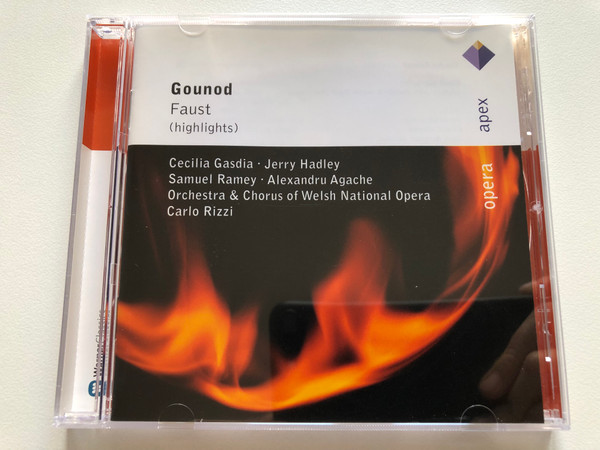 Gounod
Faust
(highlights)
Cecilia Gasdia · Jerry Hadley
Samuel Ramey · Alexandru Agache
Orchestra & Chorus of Welsh National Opera
Carlo Rizzi
apex
opera